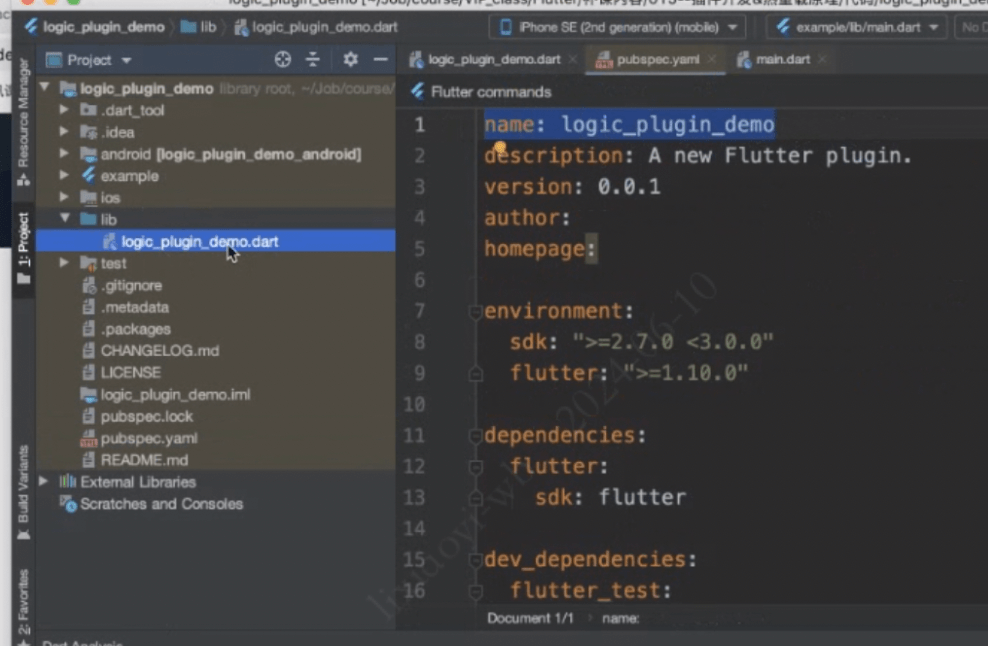 logic_plugin_demo
lib
logic_plugin_demo.dart
iPhone SE (2nd generation) (mobile)
example/lib/main.dart
Project
logic_plugin_demo.dart
pubspec.yaml
main.dart
Resource Manager
1: Project
Build Variants
2: Favorites
logic_plugin_demo library root, ~/Job/course/
.dart_tool
.idea
android [logic_plugin_demo_android]
example
ios
lib
logic_plugin_demo.dart
test
.gitignore
.metadata
.packages
CHANGELOG.md
LICENSE
logic_plugin_demo.iml
pubspec.lock
pubspec.yaml
README.md
External Libraries
Scratches and Consoles
Flutter commands
1 name: logic_plugin_demo
2 description: A new Flutter plugin.
3 version: 0.0.1
4 author:
5 homepage:
6
7 environment:
8 sdk: ">=2.7.0 <3.0.0"
9 flutter: ">=1.10.0"
10
11 dependencies:
12 flutter:
13 sdk: flutter
14
15 dev_dependencies:
16 flutter_test:
Document 1/1 › name: